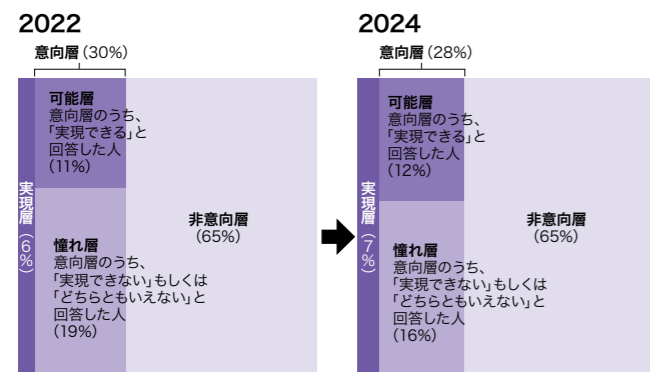 2022
意向層（30％）
可能層
意向層のうち、
「実現できる」と
回答した人
（11％）
実現層（6％）
憧れ層
意向層のうち、
「実現できない」もしくは
「どちらともいえない」と
回答した人
（19％）
非意向層
（65％）
2024
意向層（28％）
可能層
意向層のうち、
「実現できる」と
回答した人
（12％）
実現層（7％）
憧れ層
意向層のうち、
「実現できない」もしくは
「どちらともいえない」と
回答した人
（16％）
非意向層
（65％）